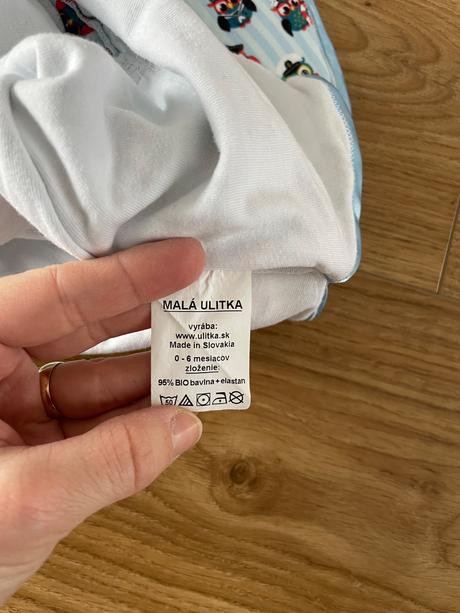 MALÁ ULITKA
vyrába:
www.ulitka.sk
Made in Slovakia
0 - 6 mesiacov
zloženie:
95% BIO bavlna + elastan